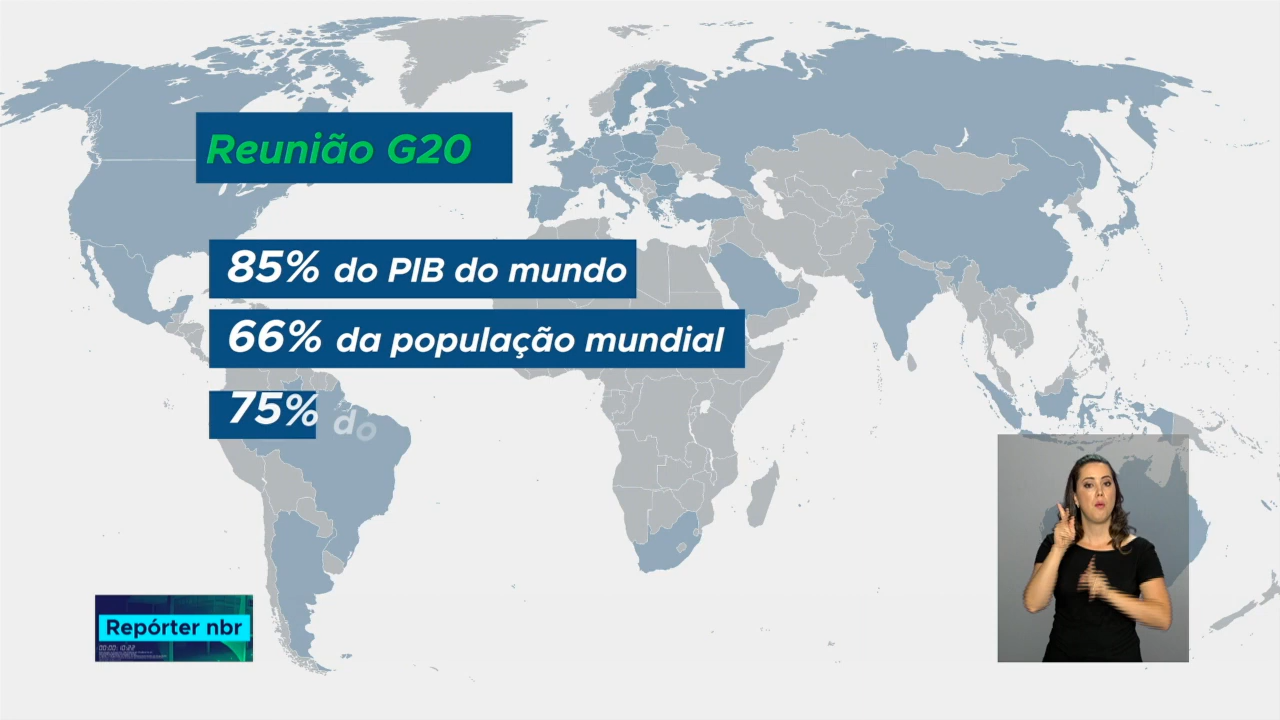 Reunião G20
85% do PIB do mundo
66% da população mundial
75% do
Repórter nbr